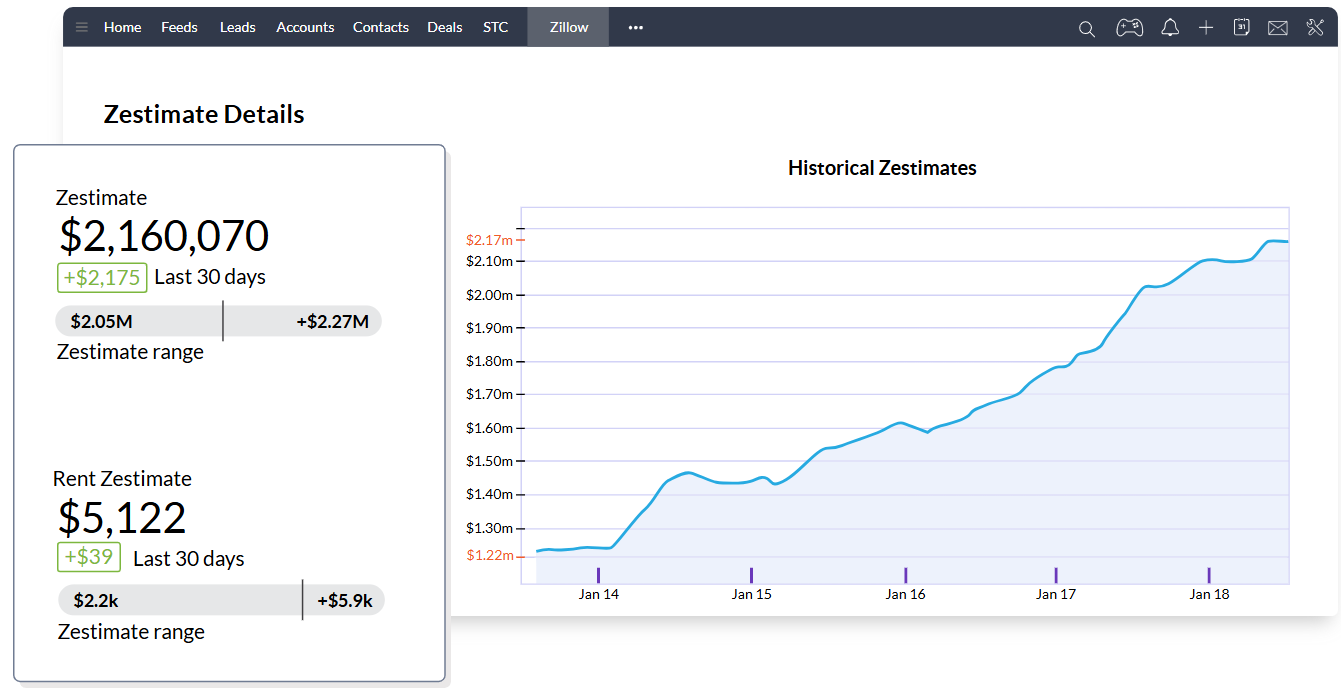 Home Feeds Leads Accounts Contacts Deals STC Zillow
31
Zestimate Details
Zestimate
$2,160,070
+$2,175 Last 30 days
$2.05M +$2.27M
Zestimate range
Rent Zestimate
$5,122
+$39 Last 30 days
$2.2k +$5.9k
Zestimate range
Historical Zestimates
$2.17m
$2.10m
$2.00m
$1.90m
$1.80m
$1.70m
$1.60m
$1.50m
$1.40m
$1.30m
$1.22m
Jan 14 Jan 15 Jan 16 Jan 17 Jan 18